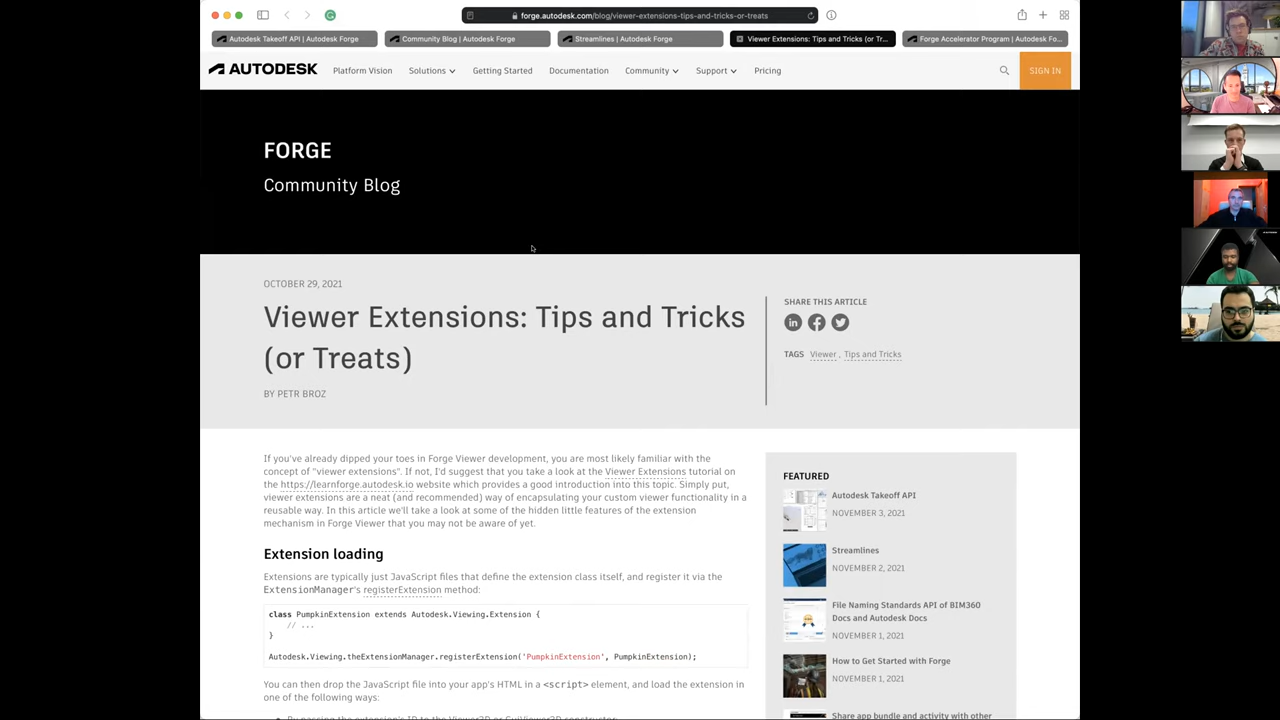 forge.autodesk.com/blog/viewer-extensions-tips-and-tricks-or-treats
Autodesk Takeoff API | Autodesk Forge
Community Blog | Autodesk Forge
Streamlines | Autodesk Forge
Viewer Extensions: Tips and Tricks (or Tr...
Forge Accelerator Program | Autodesk Fo...
AUTODESK
Platform Vision
Solutions
Getting Started
Documentation
Community
Support
Pricing
SIGN IN
FORGE
Community Blog
OCTOBER 29, 2021
Viewer Extensions: Tips and Tricks
(or Treats)
BY PETR BROZ
SHARE THIS ARTICLE
TAGS Viewer , Tips and Tricks
If you've already dipped your toes in Forge Viewer development, you are most likely familiar with the
concept of "viewer extensions". If not, I'd suggest that you take a look at the Viewer Extensions tutorial on
the https://learnforge.autodesk.io website which provides a good introduction into this topic. Simply put,
viewer extensions are a neat (and recommended) way of encapsulating your custom viewer functionality in a
reusable way. In this article we'll take a look at some of the hidden little features of the extension
mechanism in Forge Viewer that you may not be aware of yet.
Extension loading
Extensions are typically just JavaScript files that define the extension class itself, and register it via the
ExtensionManager's registerExtension method:
class PumpkinExtension extends Autodesk.Viewing.Extension {
// ...
}
Autodesk.Viewing.theExtensionManager.registerExtension('PumpkinExtension', PumpkinExtension);
You can then drop the JavaScript file into your app's HTML in a <script> element, and load the extension in
one of the following ways:
By passing the extension's ID to the Viewer3D or GuiViewer3D constructor:
FEATURED
Autodesk Takeoff API
NOVEMBER 3, 2021
Streamlines
NOVEMBER 2, 2021
File Naming Standards API of BIM360
Docs and Autodesk Docs
NOVEMBER 1, 2021
How to Get Started with Forge
NOVEMBER 1, 2021
Share app bundle and activity with other